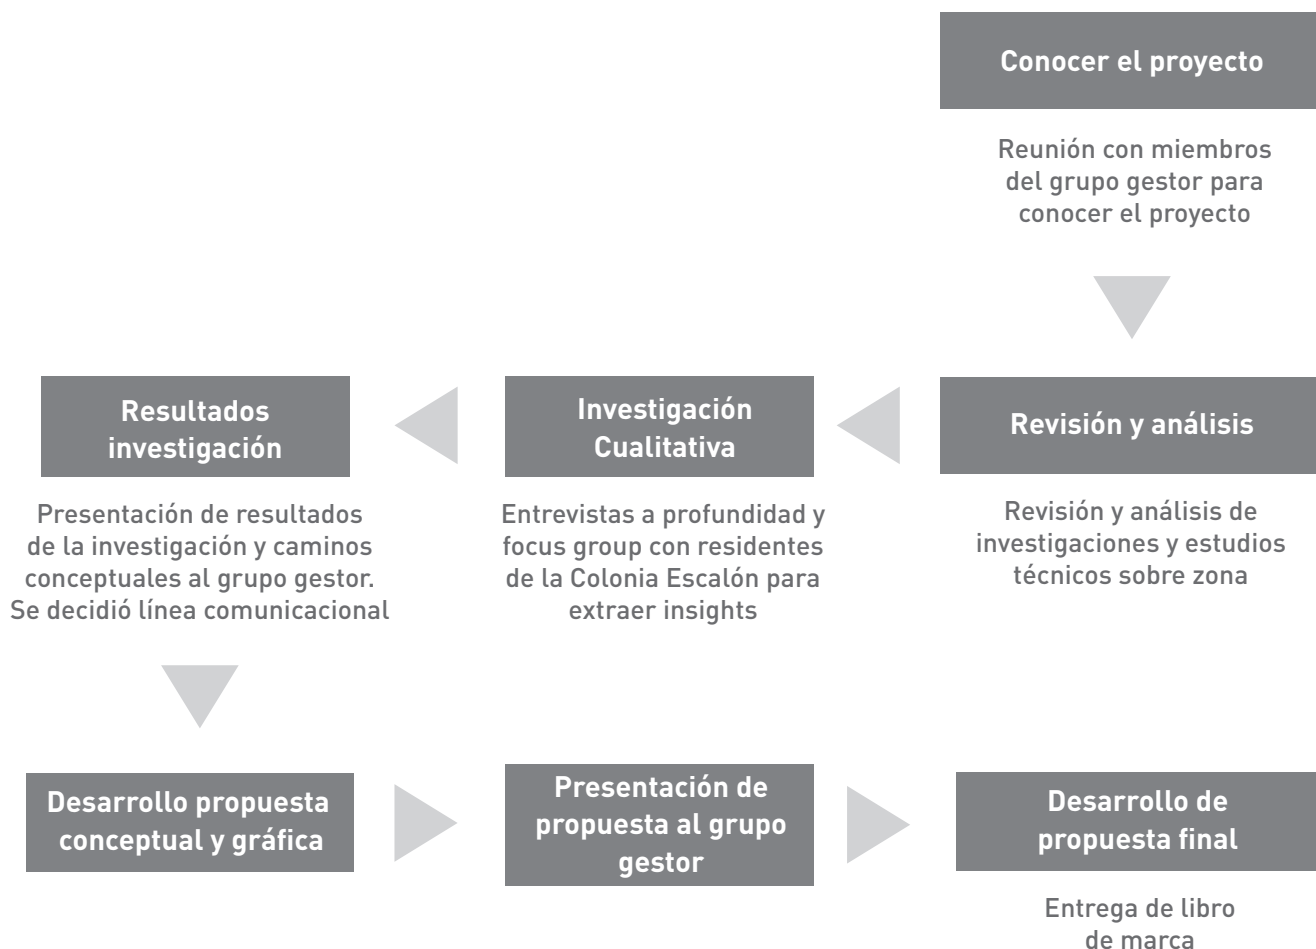 Conocer el proyecto
Reunión con miembros
del grupo gestor para
conocer el proyecto
Revisión y análisis
Revisión y análisis de
investigaciones y estudios
técnicos sobre zona
Investigación
Cualitativa
Entrevistas a profundidad y
focus group con residentes
de la Colonia Escalón para
extraer insights
Resultados
investigación
Presentación de resultados
de la investigación y caminos
conceptuales al grupo gestor.
Se decidió línea comunicacional
Desarrollo propuesta
conceptual y gráfica
Presentación de
propuesta al grupo
gestor
Desarrollo de
propuesta final
Entrega de libro
de marca